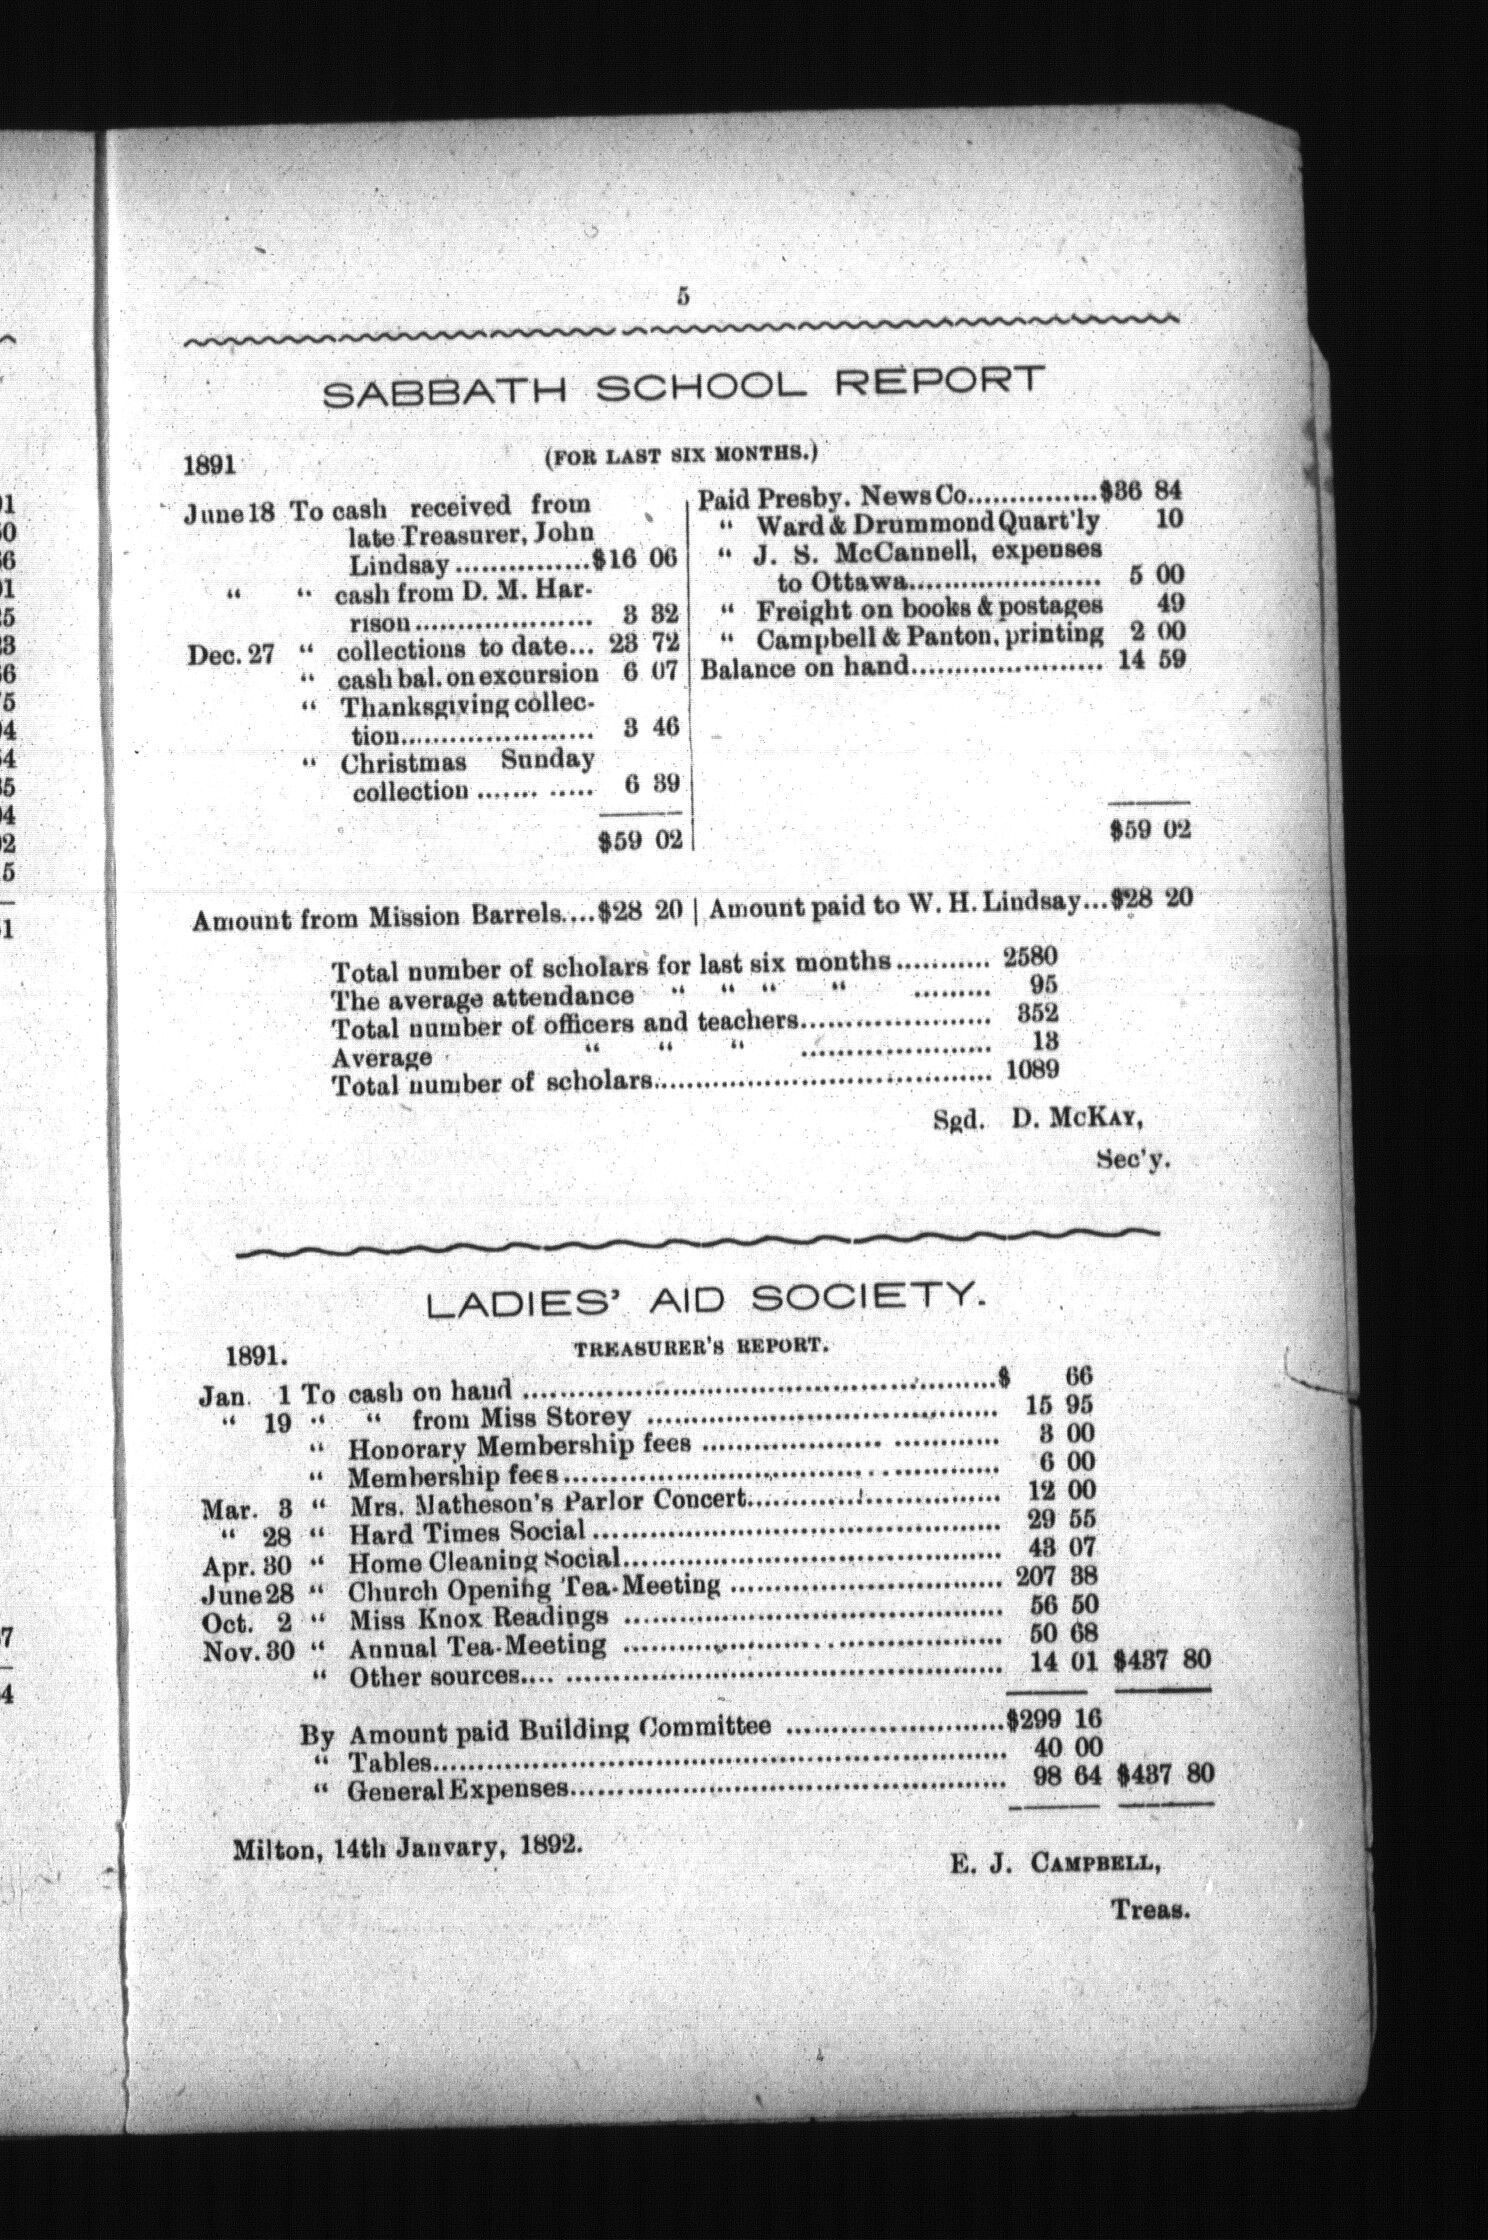 5
SABBATH SCHOOL REPORT
(FOR LAST SIX MONTHS.)
1891
June 18 To cash received from
late Treasurer, John
Lindsay ................$16 06
“ “ cash from D. M. Har-
rison ................... 3 32
Dec. 27 “ collections to date... 23 72
“ cash bal. on excursion 6 07
“ Thanksgiving collec-
tion....................... 3 46
“ Christmas Sunday
collection ....... ..... 6 39
$59 02
Paid Presby. News Co...............$36 84
“ Ward & Drummond Quart'ly 10
“ J. S. McCannell, expenses
to Ottawa....................... 5 00
“ Freight on books & postages 49
“ Campbell & Panton, printing 2 00
Balance on hand....................... 14 59
$59 02
Amount from Mission Barrels....$28 20 | Amount paid to W. H. Lindsay...$28 20
Total number of scholars for last six months........... 2580
The average attendance “ “ “ “ ......... 95
Total number of officers and teachers....................... 352
Average “ “ “ ....................... 13
Total number of scholars....................................... 1089
Sgd. D. McKAY,
Sec'y.
LADIES' AID SOCIETY.
TREASURER'S REPORT.
1891.
Jan. 1 To cash on hand ....................................................$ 66
“ 19 “ “ from Miss Storey ...................................... 15 95
“ Honorary Membership fees .................... ............ 3 00
“ Membership fees.................................. . ............ 6 00
Mar. 3 “ Mrs. Matheson's Parlor Concert............................ 12 00
“ 28 “ Hard Times Social ............................................. 29 55
Apr. 30 “ Home Cleaning Social.......................................... 43 07
June 28 “ Church Opening Tea-Meeting .............................. 207 38
Oct. 2 “ Miss Knox Readings .......................................... 56 50
Nov. 30 “ Annual Tea-Meeting .......................................... 50 68
“ Other sources.... ................................................ 14 01 $437 80
By Amount paid Building Committee ........................$299 16
“ Tables............................................................... 40 00
“ General Expenses................................................ 98 64 $437 80
Milton, 14th Janvary, 1892.
E. J. CAMPBELL,
Treas.